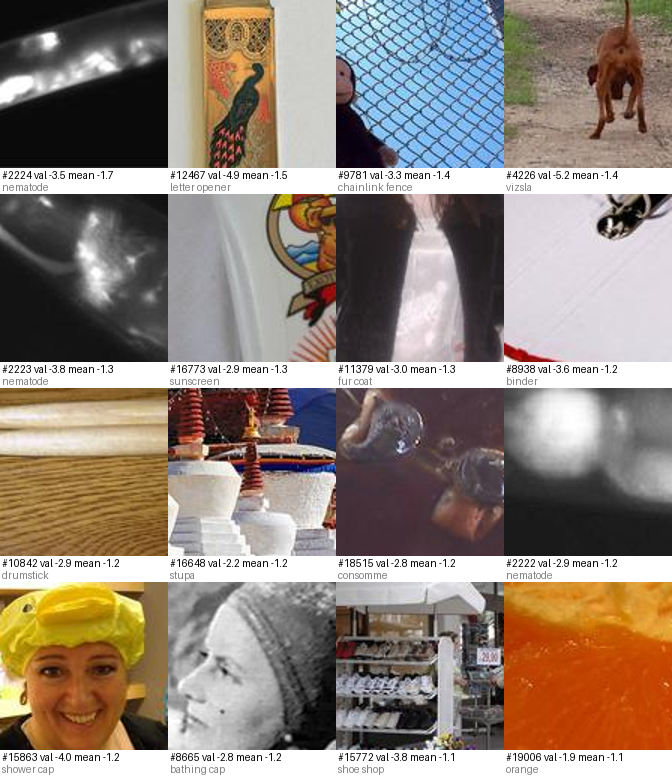 #2224 val -3.5 mean -1.7
nematode
#12467 val -4.9 mean -1.5
letter opener
#9781 val -3.3 mean -1.4
chainlink fence
#4226 val -5.2 mean -1.4
vizsla
#2223 val -3.8 mean -1.3
nematode
#16773 val -2.9 mean -1.3
sunscreen
#11379 val -3.0 mean -1.3
fur coat
#8938 val -3.6 mean -1.2
binder
#10842 val -2.9 mean -1.2
drumstick
#16648 val -2.2 mean -1.2
stupa
#18515 val -2.8 mean -1.2
consomme
#2222 val -2.9 mean -1.2
nematode
#15863 val -4.0 mean -1.2
shower cap
#8665 val -2.8 mean -1.2
bathing cap
29,90
#15772 val -3.8 mean -1.1
shoe shop
#19006 val -1.9 mean -1.1
orange